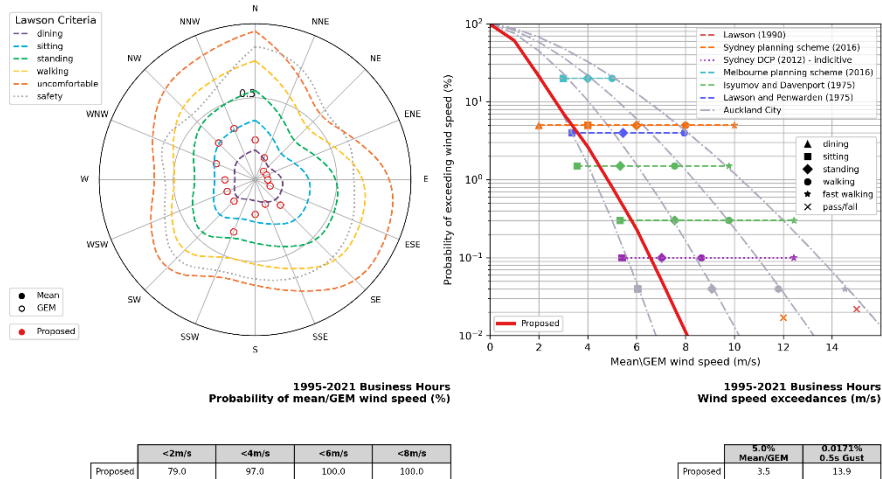 Lawson Criteria
dining
sitting
standing
walking
uncomfortable
safety
N
NNE
NE
ENE
E
ESE
SE
SSE
S
SSW
SW
WSW
W
WNW
NW
NNW
0.5
Mean
GEM
Proposed
1995-2021 Business Hours
Probability of mean/GEM wind speed (%)
<2m/s <4m/s <6m/s <8m/s
Proposed 79.0 97.0 100.0 100.0
Probability of exceeding wind speed (%)
10²
10¹
10⁰
10⁻¹
10⁻²
0 2 4 6 8 10 12 14
Mean\GEM wind speed (m/s)
Lawson (1990)
Sydney planning scheme (2016)
Sydney DCP (2012) - Indicitive
Melbourne planning scheme (2016)
Isyumov and Davenport (1975)
Lawson and Penwarden (1975)
Auckland City
dining
sitting
standing
walking
fast walking
pass/fail
Proposed
1995-2021 Business Hours
Wind speed exceedances (m/s)
5.0% 0.0171%
Mean/GEM 0.5s Gust
Proposed 3.5 13.9